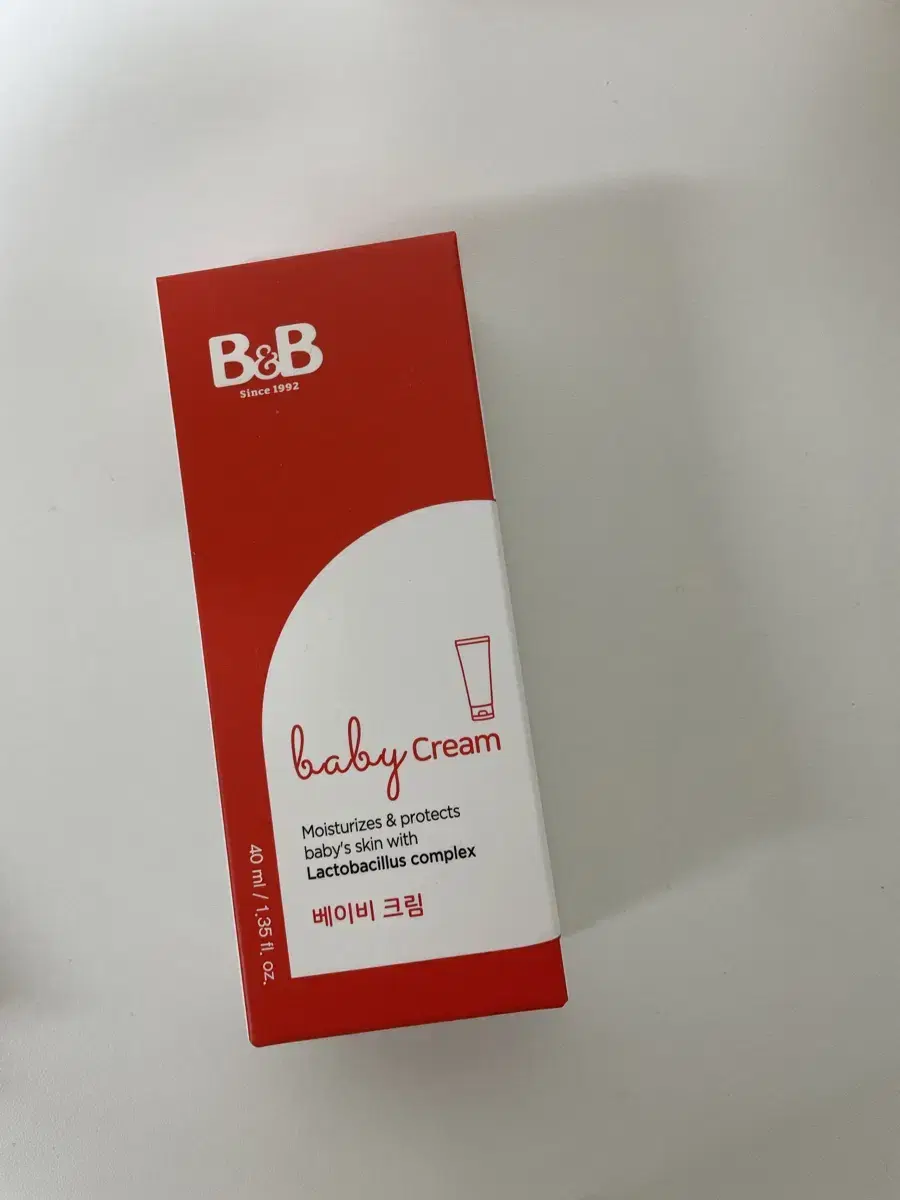 B&B
Since 1992
baby Cream
Moisturizes & protects
baby's skin with
Lactobacillus complex
베이비 크림
40 ml / 1.35 fl. oz.